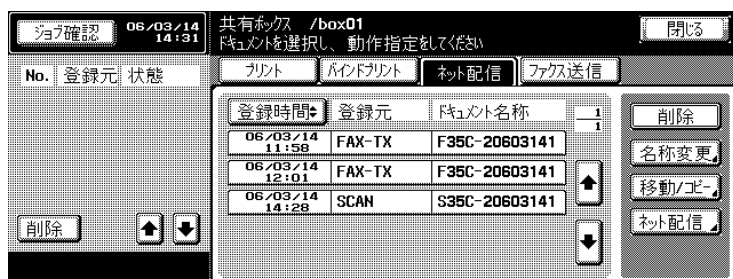 ジョブ確認 06/03/14 14:31
共有ボックス /box01
ドキュメントを選択し、動作指定をしてください
閉じる
No. 登録元 状態
プリント バインドプリント ネット配信 ファクス送信
登録時間 登録元 ドキュメント名称 1/1
06/03/14 11:58 FAX-TX F35C-20603141
06/03/14 12:01 FAX-TX F35C-20603141
06/03/14 14:28 SCAN S35C-20603141
削除
名称変更
移動/コピー
ネット配信
削除